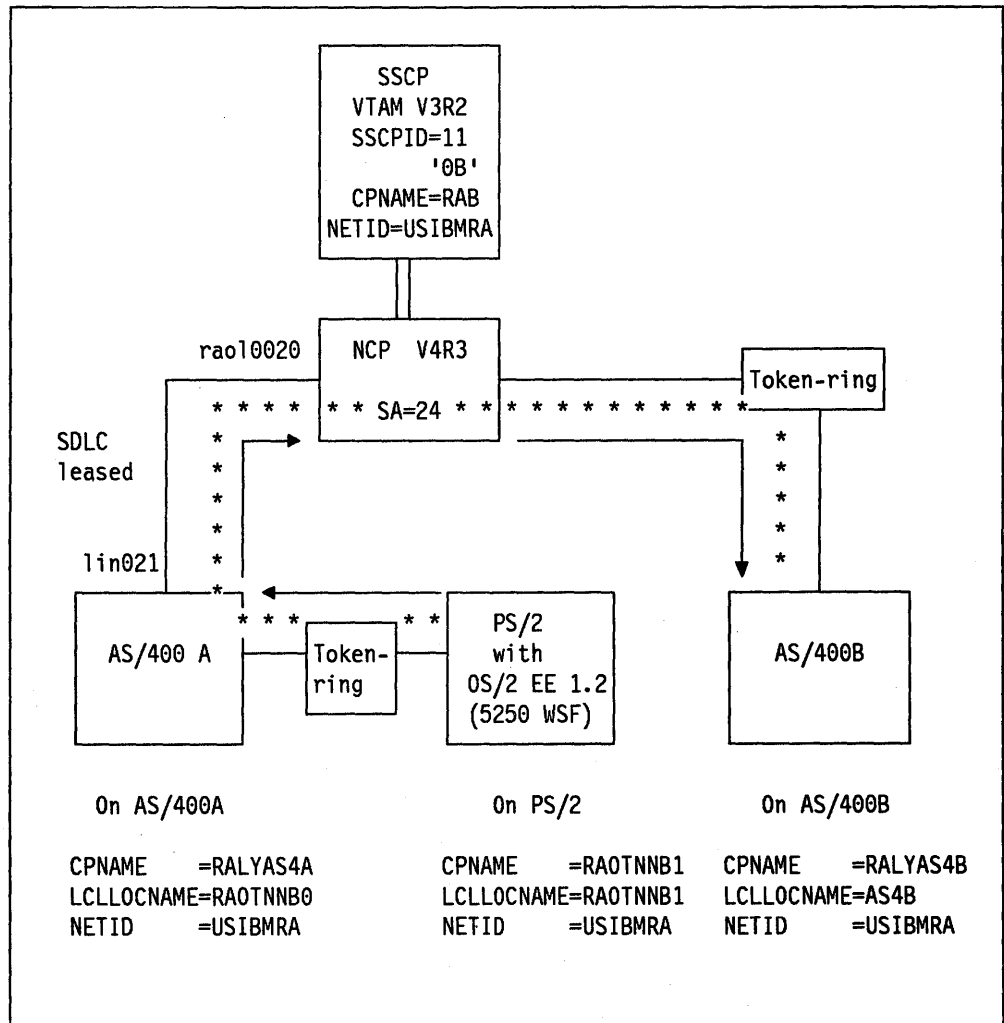 SSCP
VTAM V3R2
SSCPID=11
'0B'
CPNAME=RAB
NETID=USIBMRA
raol0020
NCP V4R3
Token-ring
* * * * * * SA=24 * * * * * * * * * * * *
SDLC
leased
lin021
AS/400 A
Token-
ring
PS/2
with
OS/2 EE 1.2
(5250 WSF)
AS/400B
On AS/400A
CPNAME =RALYAS4A
LCLLOCNAME=RAOTNNB0
NETID =USIBMRA
On PS/2
CPNAME =RAOTNNB1
LCLLOCNAME=RAOTNNB1
NETID =USIBMRA
On AS/400B
CPNAME =RALYAS4B
LCLLOCNAME=AS4B
NETID =USIBMRA